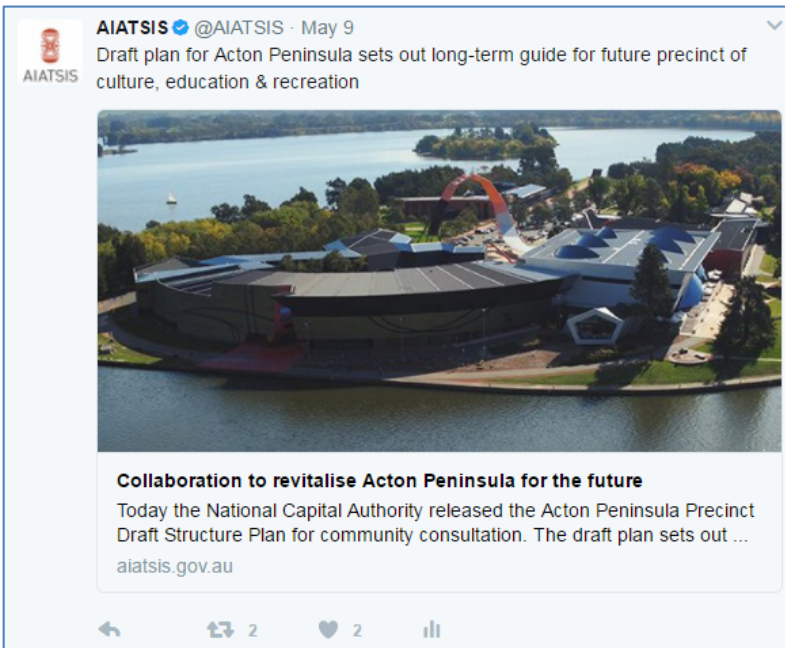 AIATSIS @AIATSIS · May 9
Draft plan for Acton Peninsula sets out long-term guide for future precinct of
culture, education & recreation
AIATSIS
Collaboration to revitalise Acton Peninsula for the future
Today the National Capital Authority released the Acton Peninsula Precinct
Draft Structure Plan for community consultation. The draft plan sets out ...
aiatsis.gov.au
2 2